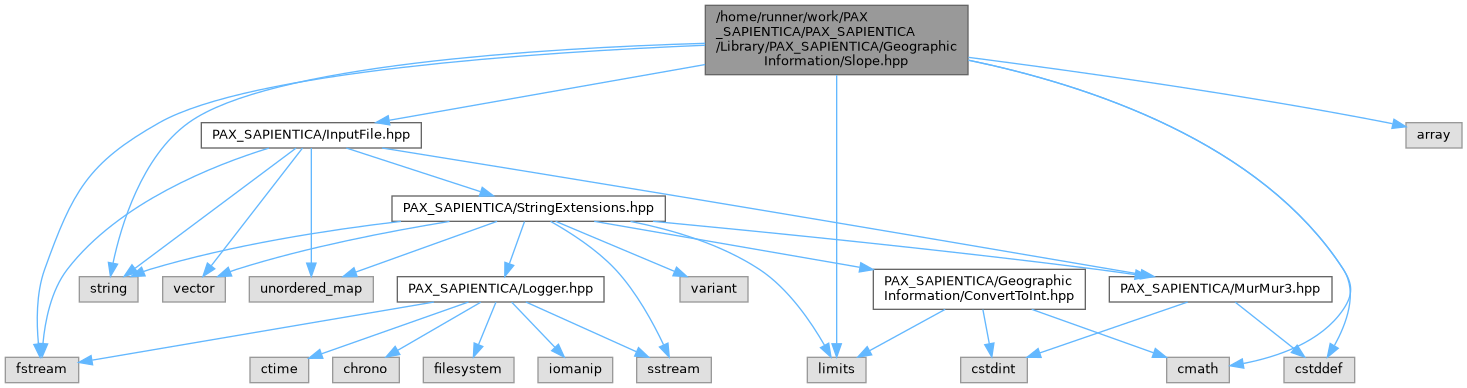 /home/runner/work/PAX
_SAPIENTICA/PAX_SAPIENTICA
/Library/PAX_SAPIENTICA/Geographic
Information/Slope.hpp
PAX_SAPIENTICA/InputFile.hpp
array
PAX_SAPIENTICA/StringExtensions.hpp
string
vector
unordered_map
PAX_SAPIENTICA/Logger.hpp
variant
PAX_SAPIENTICA/Geographic
Information/ConvertToInt.hpp
PAX_SAPIENTICA/MurMur3.hpp
fstream
ctime
chrono
filesystem
iomanip
sstream
limits
cstdint
cmath
cstddef